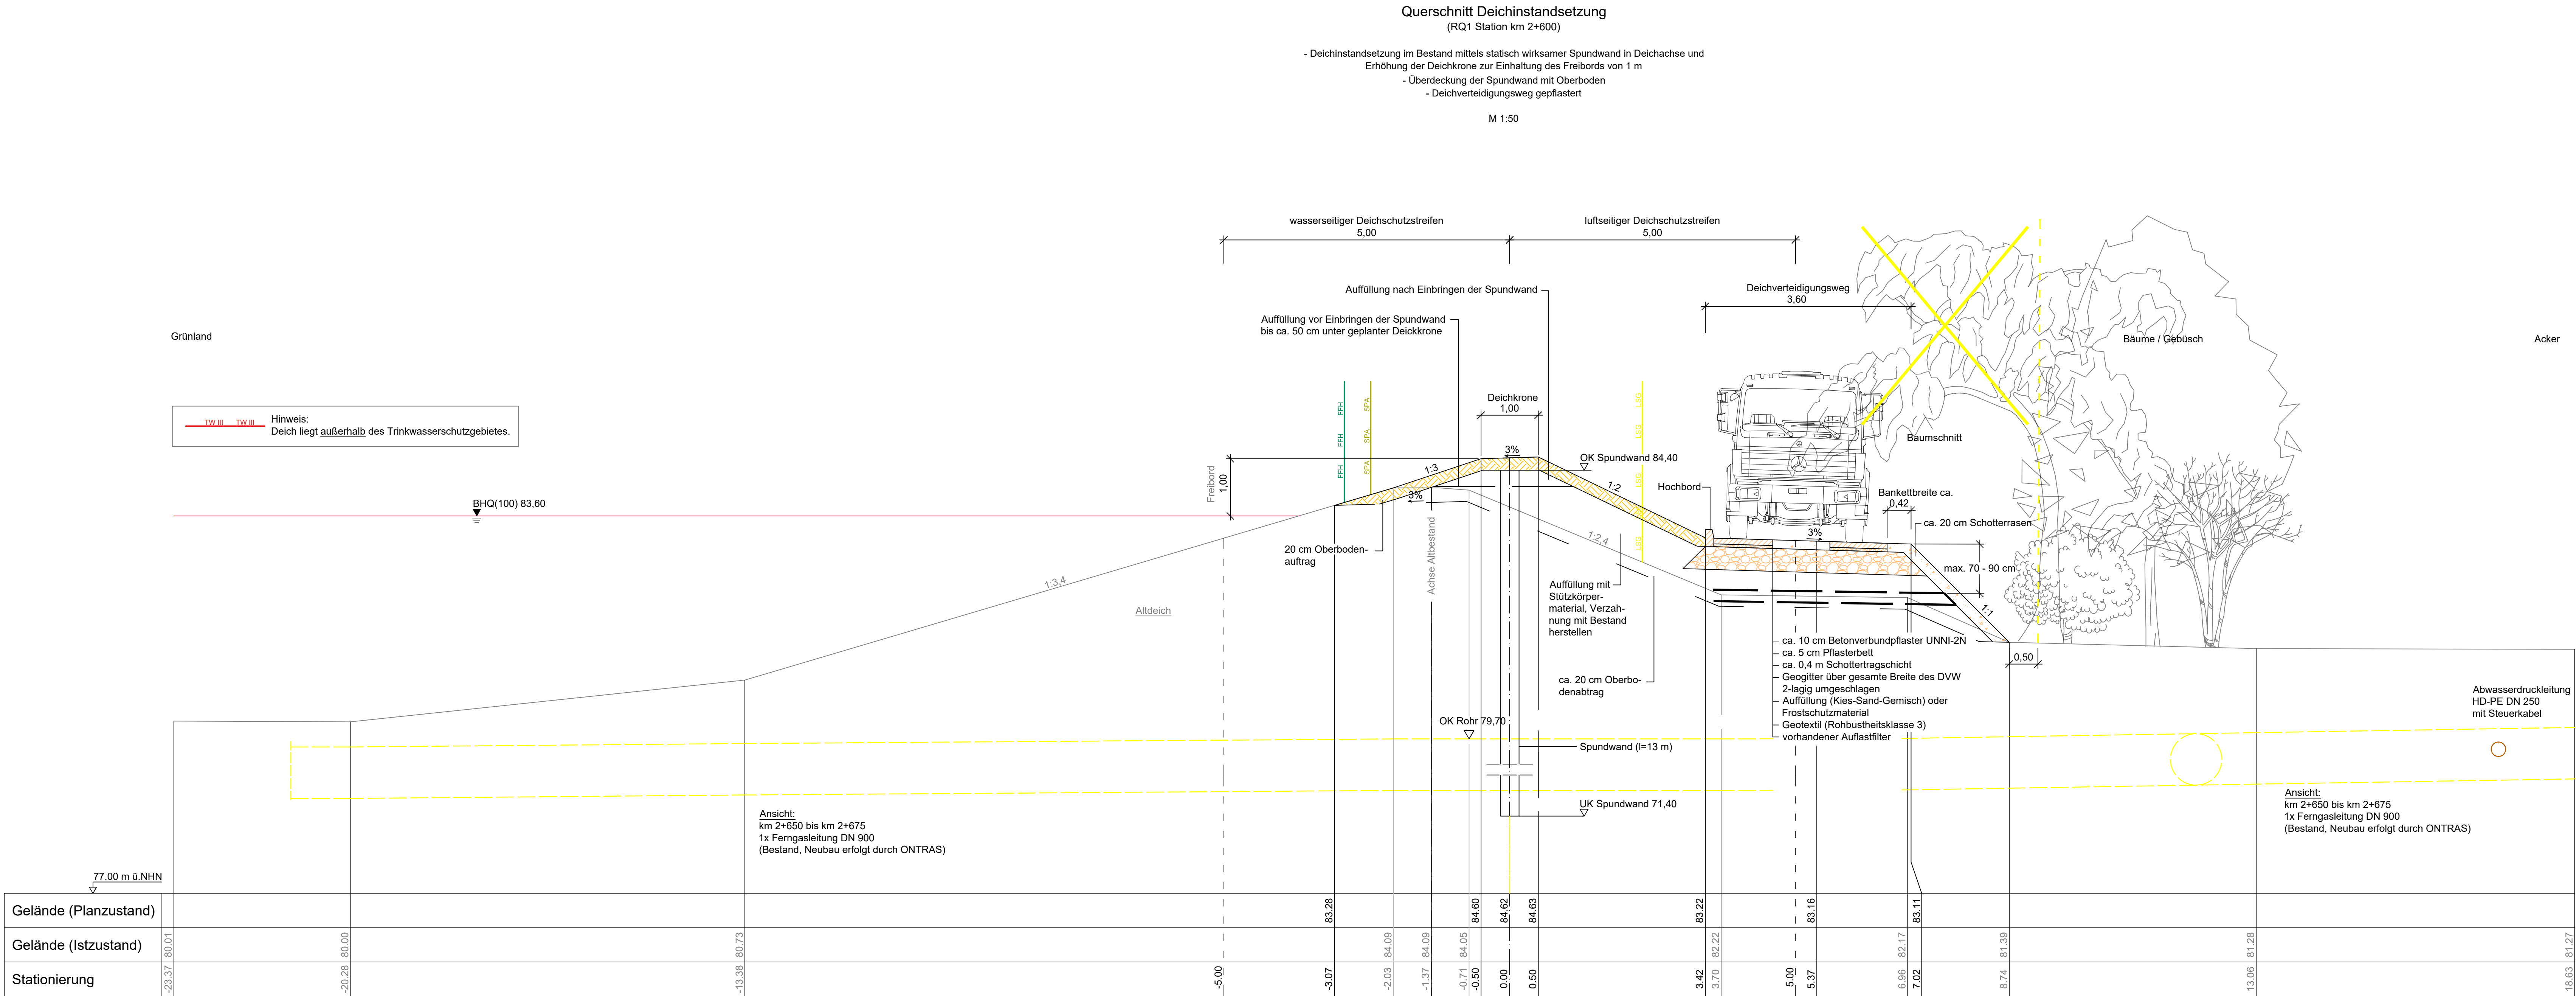 Querschnitt Deichinstandsetzung
(RQ1 Station km 2+600)
- Deichinstandsetzung im Bestand mittels statisch wirksamer Spundwand in Deichachse und
Erhöhung der Deichkrone zur Einhaltung des Freibords von 1 m
- Überdeckung der Spundwand mit Oberboden
- Deichverteidigungsweg gepflastert
M 1:50
wasserseitiger Deichschutzstreifen
5,00
luftseitiger Deichschutzstreifen
5,00
Auffüllung nach Einbringen der Spundwand
Deichverteidigungsweg
3,60
Auffüllung vor Einbringen der Spundwand
bis ca. 50 cm unter geplanter Deickkrone
Grünland
Bäume / Gebüsch
Acker
TW III TW III
Hinweis:
Deich liegt außerhalb des Trinkwasserschutzgebietes.
FFH FFH FFH
SPA SPA SPA
LSG LSG LSG LSG LSG
Deichkrone
1,00
Baumschnitt
3%
OK Spundwand 84,40
1:3
1:2
Freibord
1,00
3%
Hochbord
Bankettbreite ca.
0,42
BHQ(100) 83,60
ca. 20 cm Schotterrasen
3%
20 cm Oberboden-
auftrag
Achse Altbestand
1:2,4
max. 70 - 90 cm
1:3,4
Altdeich
Auffüllung mit
Stützkörper-
material, Verzah-
nung mit Bestand
herstellen
1:1
ca. 10 cm Betonverbundpflaster UNNI-2N
ca. 5 cm Pflasterbett
ca. 0,4 m Schottertragschicht
Geogitter über gesamte Breite des DVW
2-lagig umgeschlagen
Auffüllung (Kies-Sand-Gemisch) oder
Frostschutzmaterial
Geotextil (Rohbustheitsklasse 3)
vorhandener Auflastfilter
0,50
ca. 20 cm Oberbo-
denabtrag
Abwasserdruckleitung
HD-PE DN 250
mit Steuerkabel
OK Rohr 79,70
Spundwand (l=13 m)
UK Spundwand 71,40
Ansicht:
km 2+650 bis km 2+675
1x Ferngasleitung DN 900
(Bestand, Neubau erfolgt durch ONTRAS)
Ansicht:
km 2+650 bis km 2+675
1x Ferngasleitung DN 900
(Bestand, Neubau erfolgt durch ONTRAS)
77.00 m ü.NHN
Gelände (Planzustand) 83.28 84.60 84.62 84.63 83.22 83.16 83.11
Gelände (Istzustand) 80.01 80.00 80.73 84.09 84.09 84.05 82.22 82.17 81.39 81.28 81.27
Stationierung -23.37 -20.28 -13.38 -5.00 -3.07 -2.03 -1.37 -0.71 -0.50 0.00 0.50 3.42 3.70 5.00 5.37 6.96 7.02 8.74 13.06 18.63